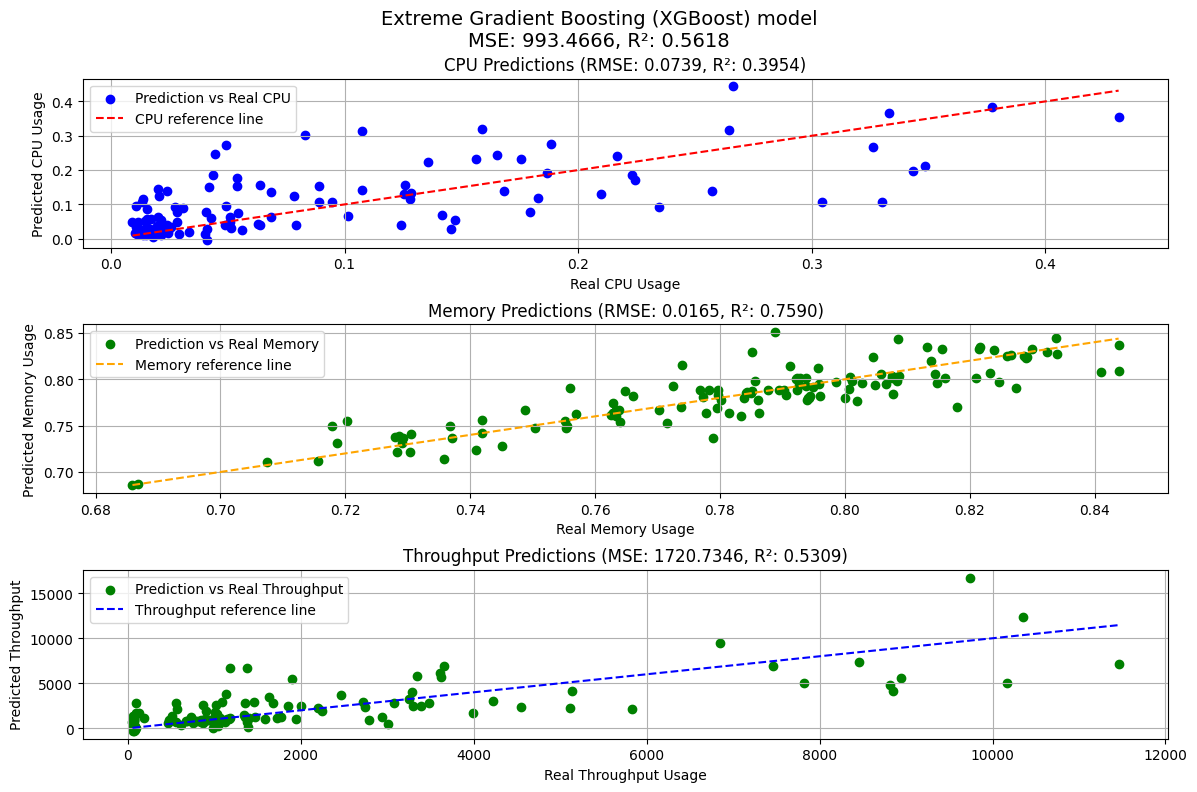 Extreme Gradient Boosting (XGBoost) model
MSE: 993.4666, R²: 0.5618
CPU Predictions (RMSE: 0.0739, R²: 0.3954)
Prediction vs Real CPU
CPU reference line
Predicted CPU Usage
0.4
0.3
0.2
0.1
0.0
0.0 0.1 0.2 0.3 0.4
Real CPU Usage
Memory Predictions (RMSE: 0.0165, R²: 0.7590)
Prediction vs Real Memory
Memory reference line
Predicted Memory Usage
0.85
0.80
0.75
0.70
0.68 0.70 0.72 0.74 0.76 0.78 0.80 0.82 0.84
Real Memory Usage
Throughput Predictions (MSE: 1720.7346, R²: 0.5309)
Prediction vs Real Throughput
Throughput reference line
Predicted Throughput
15000
10000
5000
0
0 2000 4000 6000 8000 10000 12000
Real Throughput Usage